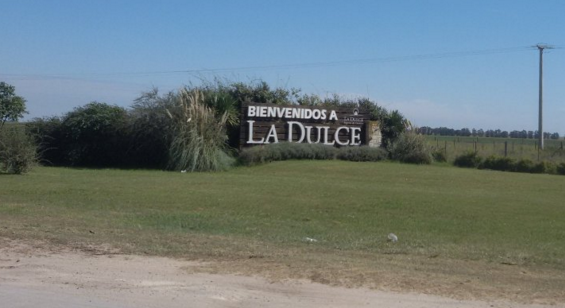 BIENVENIDOS A
LA DULCE